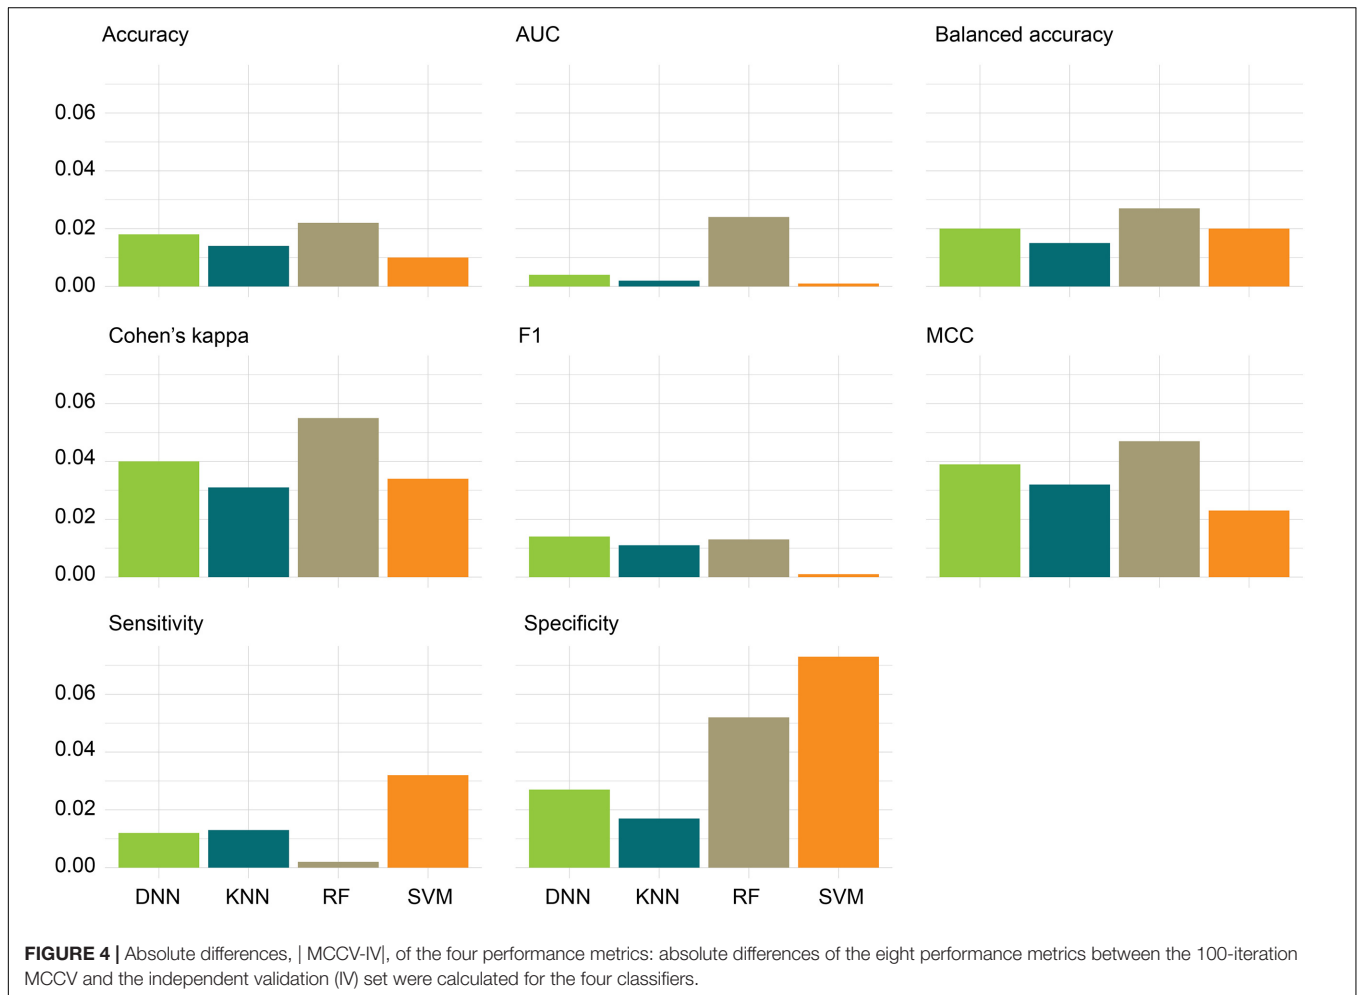 Accuracy AUC Balanced accuracy
0.06
0.04
0.02
0.00
Cohen's kappa F1 MCC
0.06
0.04
0.02
0.00
Sensitivity Specificity
0.06
0.04
0.02
0.00
DNN KNN RF SVM DNN KNN RF SVM
FIGURE 4 | Absolute differences, | MCCV-IV|, of the four performance metrics: absolute differences of the eight performance metrics between the 100-iteration
MCCV and the independent validation (IV) set were calculated for the four classifiers.